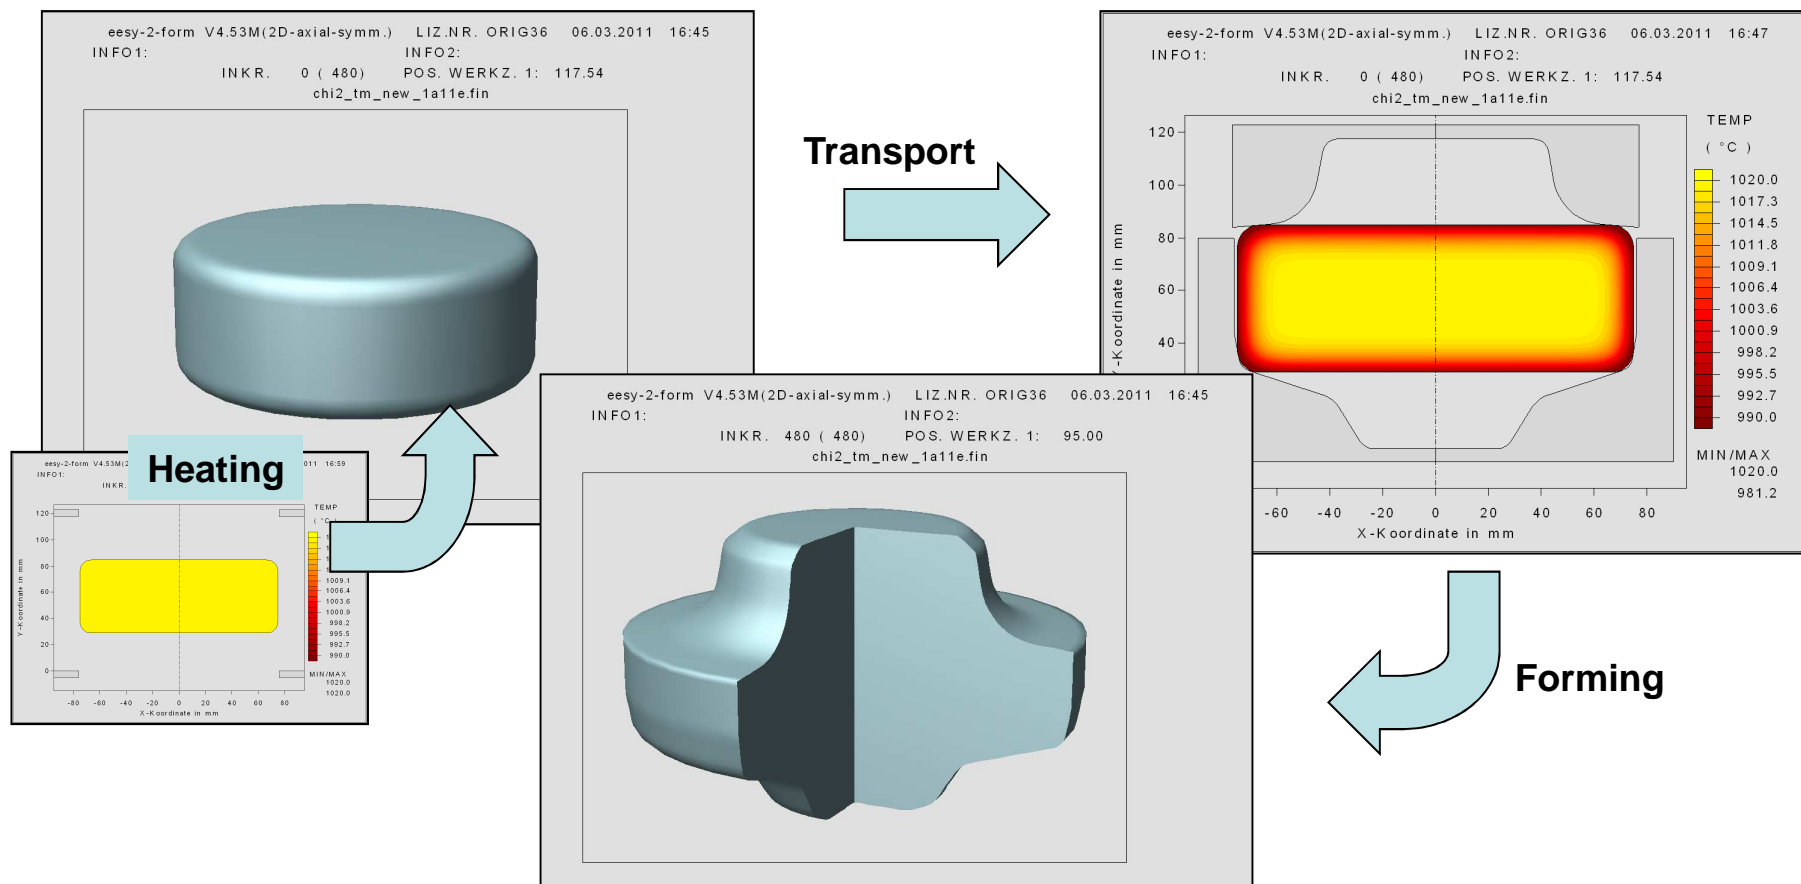 eesy-2-form V4.53M(2D-axial-symm.) LIZ.NR. ORIG36 06.03.2011 16:45
INFO1: INFO2:
INKR. 0 ( 480) POS. WERKZ. 1: 117.54
chi2_tm_new_1a11e.fin
Transport
eesy-2-form V4.53M(2D-axial-symm.) LIZ.NR. ORIG36 06.03.2011 16:47
INFO1: INFO2:
INKR. 0 ( 480) POS. WERKZ. 1: 117.54
chi2_tm_new_1a11e.fin
TEMP
( °C )
120
100
80
60
40
Y-Koordinate in mm
1020.0
1017.3
1014.5
1011.8
1009.1
1006.4
1003.6
1000.9
998.2
995.5
992.7
990.0
MIN/MAX
1020.0
981.2
-60 -40 -20 0 20 40 60 80
X-Koordinate in mm
Heating
eesy-2-form 2011 16:59
INFO1:
INKR.
TEMP
( °C )
120
100
80
60
40
20
0
Y-Koordinate in mm
1009.1
1006.4
1003.6
1000.9
998.2
995.5
992.7
990.0
MIN/MAX
1020.0
1020.0
-80 -60 -40 -20 0 20 40 60 80
X-Koordinate in mm
eesy-2-form V4.53M(2D-axial-symm.) LIZ.NR. ORIG36 06.03.2011 16:45
INFO1: INFO2:
INKR. 480 ( 480) POS. WERKZ. 1: 95.00
chi2_tm_new_1a11e.fin
Forming